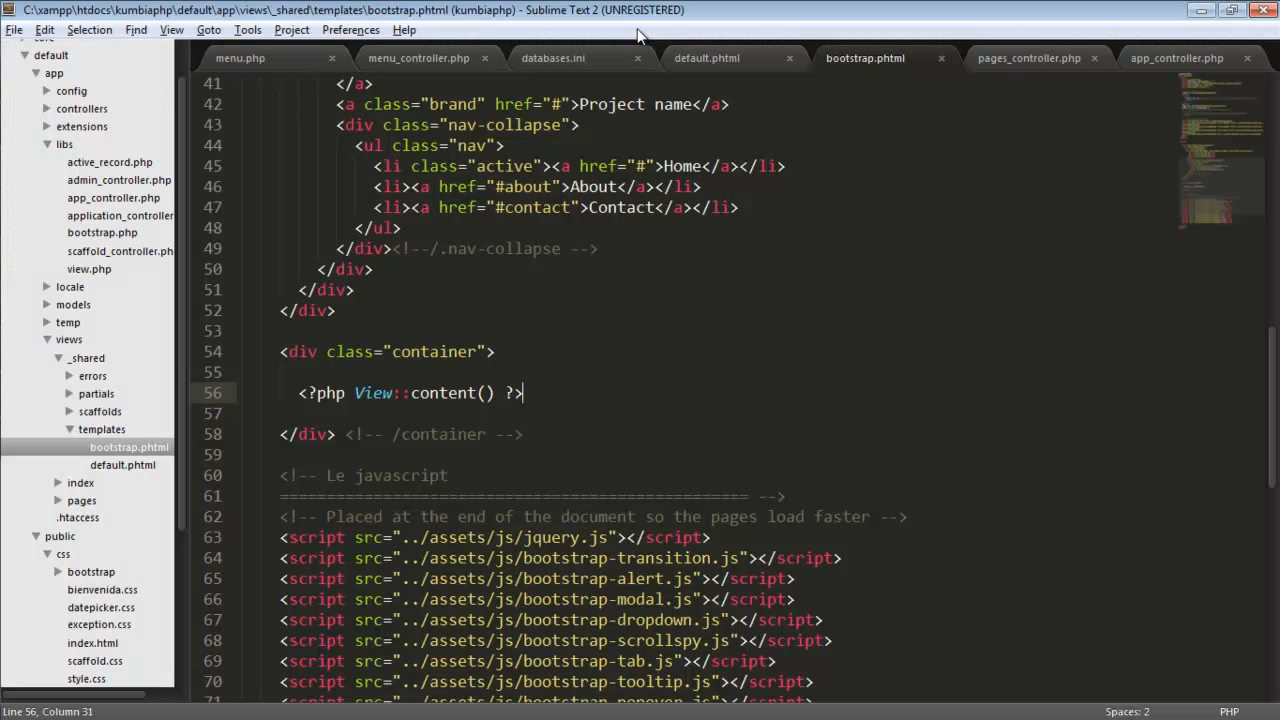 C:\xampp\htdocs\kumbiaphp\default\app\views\_shared\templates\bootstrap.phtml (kumbiaphp) - Sublime Text 2 (UNREGISTERED)
File Edit Selection Find View Goto Tools Project Preferences Help
menu.php × menu_controller.php × databases.ini × default.phtml × bootstrap.phtml × pages_controller.php × app_controller.php ×
default
app
config
controllers
extensions
libs
active_record.php
admin_controller.php
app_controller.php
application_controller
bootstrap.php
scaffold_controller.ph
view.php
locale
models
temp
views
_shared
errors
partials
scaffolds
templates
bootstrap.phtml
default.phtml
index
pages
.htaccess
public
css
bootstrap
bienvenida.css
datepicker.css
exception.css
index.html
scaffold.css
style.css
41 </a>
42 <a class="brand" href="#">Project name</a>
43 <div class="nav-collapse">
44 <ul class="nav">
45 <li class="active"><a href="#">Home</a></li>
46 <li><a href="#about">About</a></li>
47 <li><a href="#contact">Contact</a></li>
48 </ul>
49 </div><!--/.nav-collapse -->
50 </div>
51 </div>
52 </div>
53
54 <div class="container">
55
56 <?php View::content() ?>
57
58 </div> <!-- /container -->
59
60 <!-- Le javascript
61 ================================================== -->
62 <!-- Placed at the end of the document so the pages load faster -->
63 <script src="../assets/js/jquery.js"></script>
64 <script src="../assets/js/bootstrap-transition.js"></script>
65 <script src="../assets/js/bootstrap-alert.js"></script>
66 <script src="../assets/js/bootstrap-modal.js"></script>
67 <script src="../assets/js/bootstrap-dropdown.js"></script>
68 <script src="../assets/js/bootstrap-scrollspy.js"></script>
69 <script src="../assets/js/bootstrap-tab.js"></script>
70 <script src="../assets/js/bootstrap-tooltip.js"></script>
71 <script src="../assets/js/bootstrap-popover.js"></script>
Line 56, Column 31 Spaces: 2 PHP